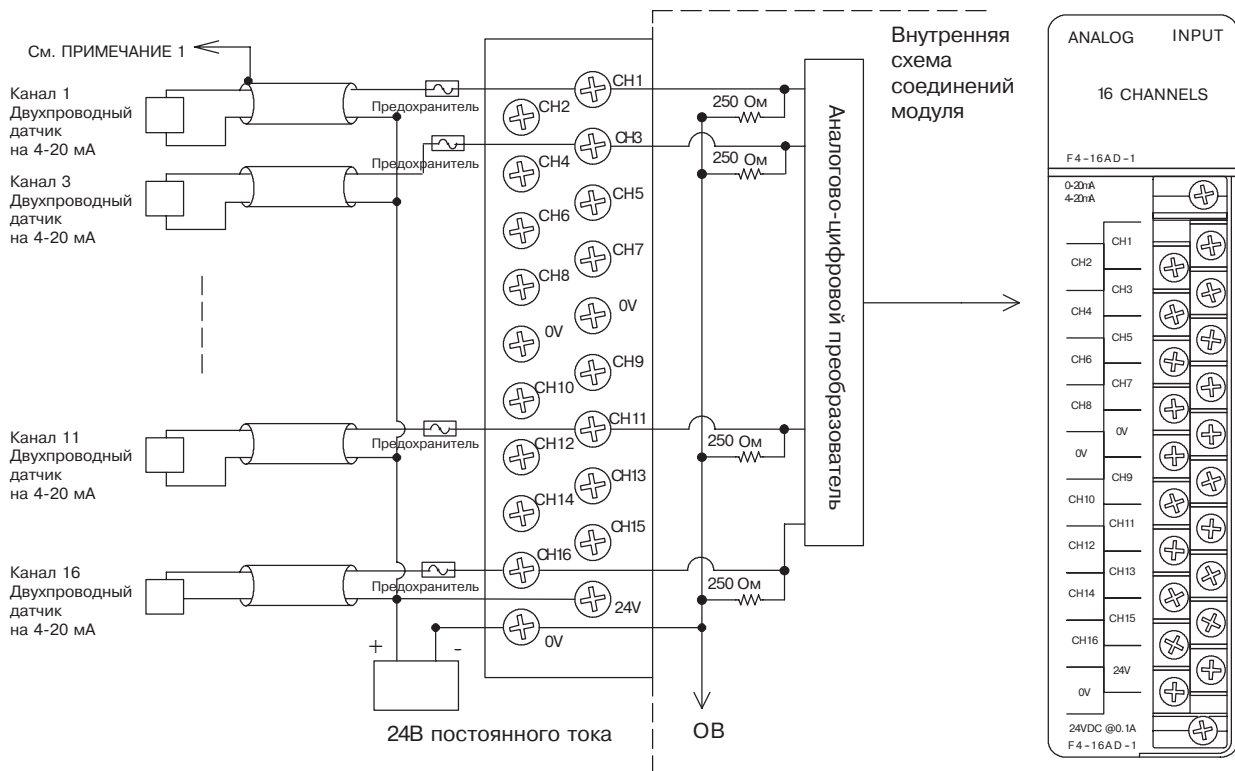 См. ПРИМЕЧАНИЕ 1
Канал 1
Двухпроводный
датчик
на 4-20 мА
Канал 3
Двухпроводный
датчик
на 4-20 мА
Канал 11
Двухпроводный
датчик
на 4-20 мА
Канал 16
Двухпроводный
датчик
на 4-20 мА
Предохранитель
Предохранитель
Предохранитель
Предохранитель
+
-
24В постоянного тока
CH1
CH2
CH3
CH4
CH5
CH6
CH7
CH8
0V
0V
CH9
CH10
CH11
CH12
CH13
CH14
CH15
CH16
24V
0V
Внутренняя
схема
соединений
модуля
250 Ом
250 Ом
250 Ом
250 Ом
ОВ
Аналогово-цифровой преобразователь
ANALOG INPUT
16 CHANNELS
F4-16AD-1
0-20mA
4-20mA
CH1
CH2
CH3
CH4
CH5
CH6
CH7
CH8
0V
0V
CH9
CH10
CH11
CH12
CH13
CH14
CH15
CH16
24V
0V
24VDC @0.1A
F4-16AD-1